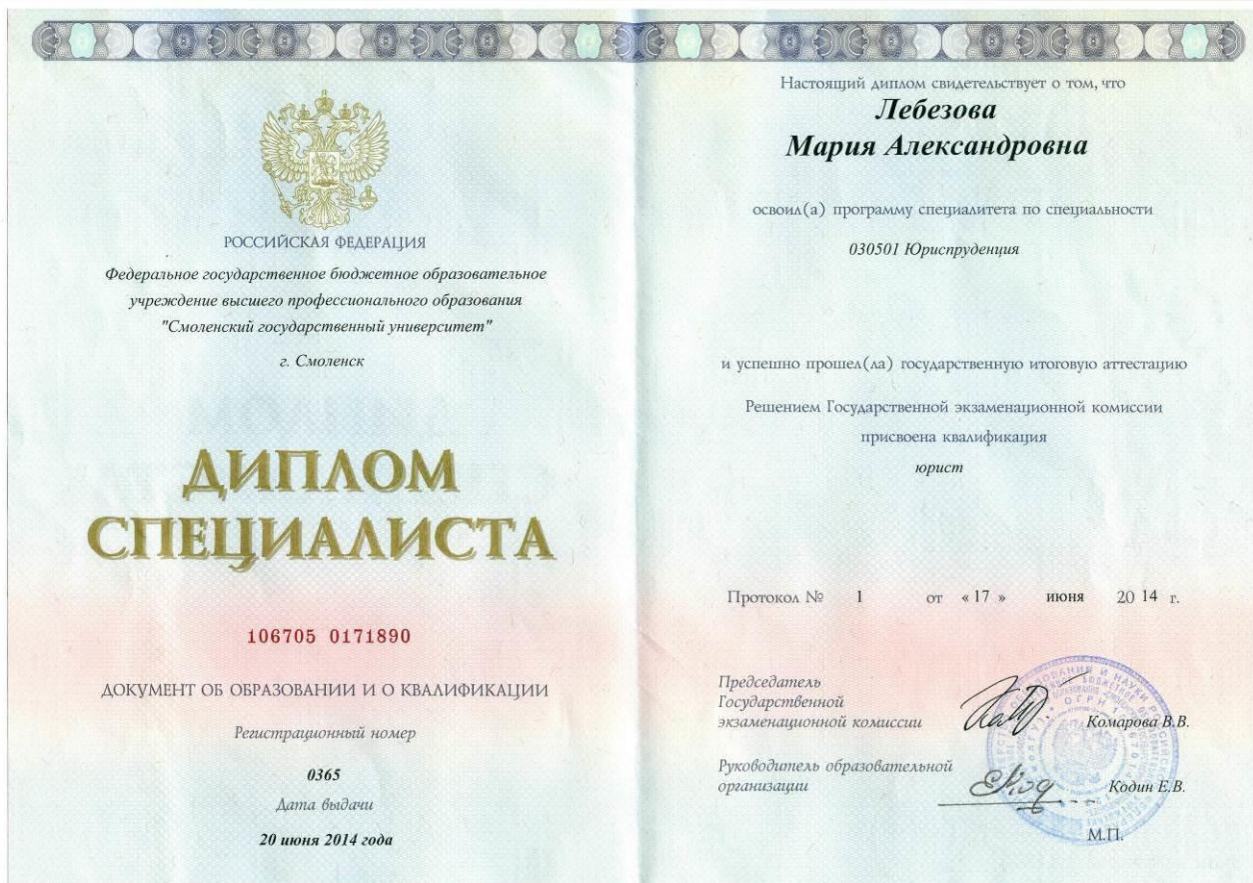 РОССИЙСКАЯ ФЕДЕРАЦИЯ
Федеральное государственное бюджетное образовательное
учреждение высшего профессионального образования
"Смоленский государственный университет"
г. Смоленск
ДИПЛОМ
СПЕЦИАЛИСТА
106705 0171890
ДОКУМЕНТ ОБ ОБРАЗОВАНИИ И О КВАЛИФИКАЦИИ
Регистрационный номер
0365
Дата выдачи
20 июня 2014 года
Настоящий диплом свидетельствует о том, что
Лебезова
Мария Александровна
освоил(а) программу специалитета по специальности
030501 Юриспруденция
и успешно прошел(ла) государственную итоговую аттестацию
Решением Государственной экзаменационной комиссии
присвоена квалификация
юрист
Протокол № 1 от « 17 » июня 20 14 г.
Председатель
Государственной
экзаменационной комиссии
Комарова В.В.
Руководитель образовательной
организации
Кодин Е.В.
М.П.